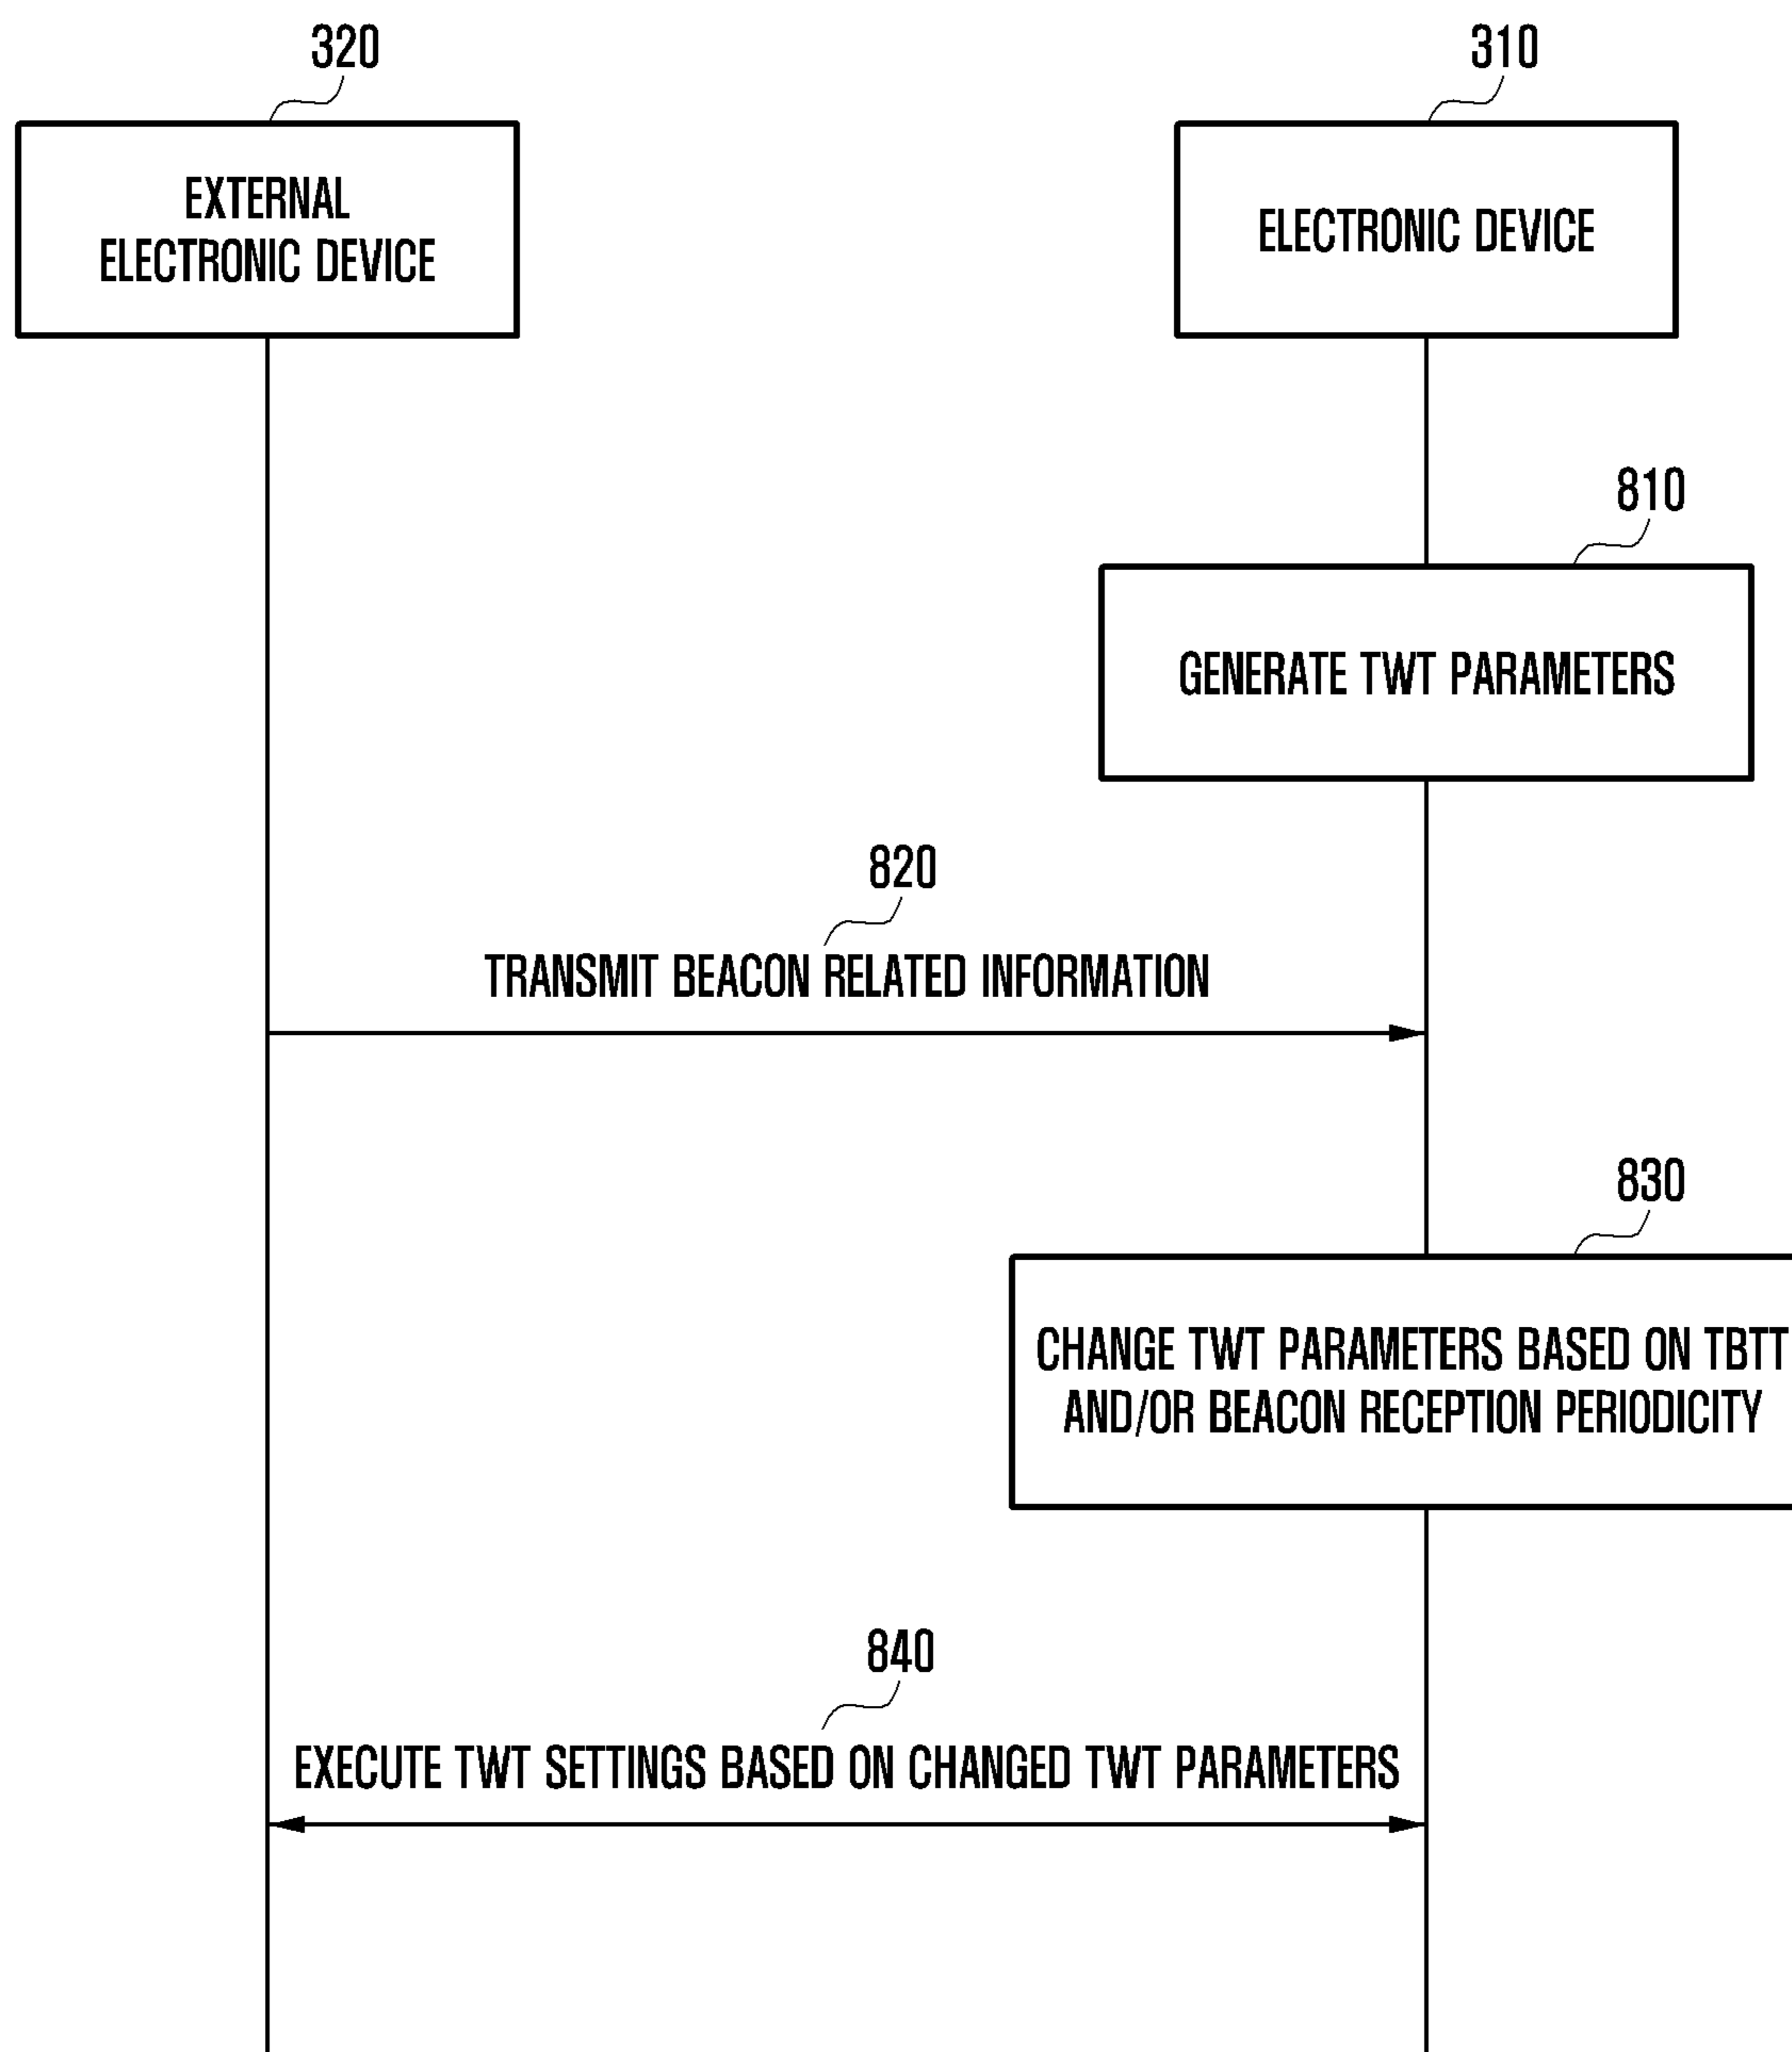 320
310
EXTERNAL
ELECTRONIC DEVICE
ELECTRONIC DEVICE
810
GENERATE TWT PARAMETERS
820
TRANSMIT BEACON RELATED INFORMATION
830
CHANGE TWT PARAMETERS BASED ON TBTT
AND/OR BEACON RECEPTION PERIODICITY
840
EXECUTE TWT SETTINGS BASED ON CHANGED TWT PARAMETERS